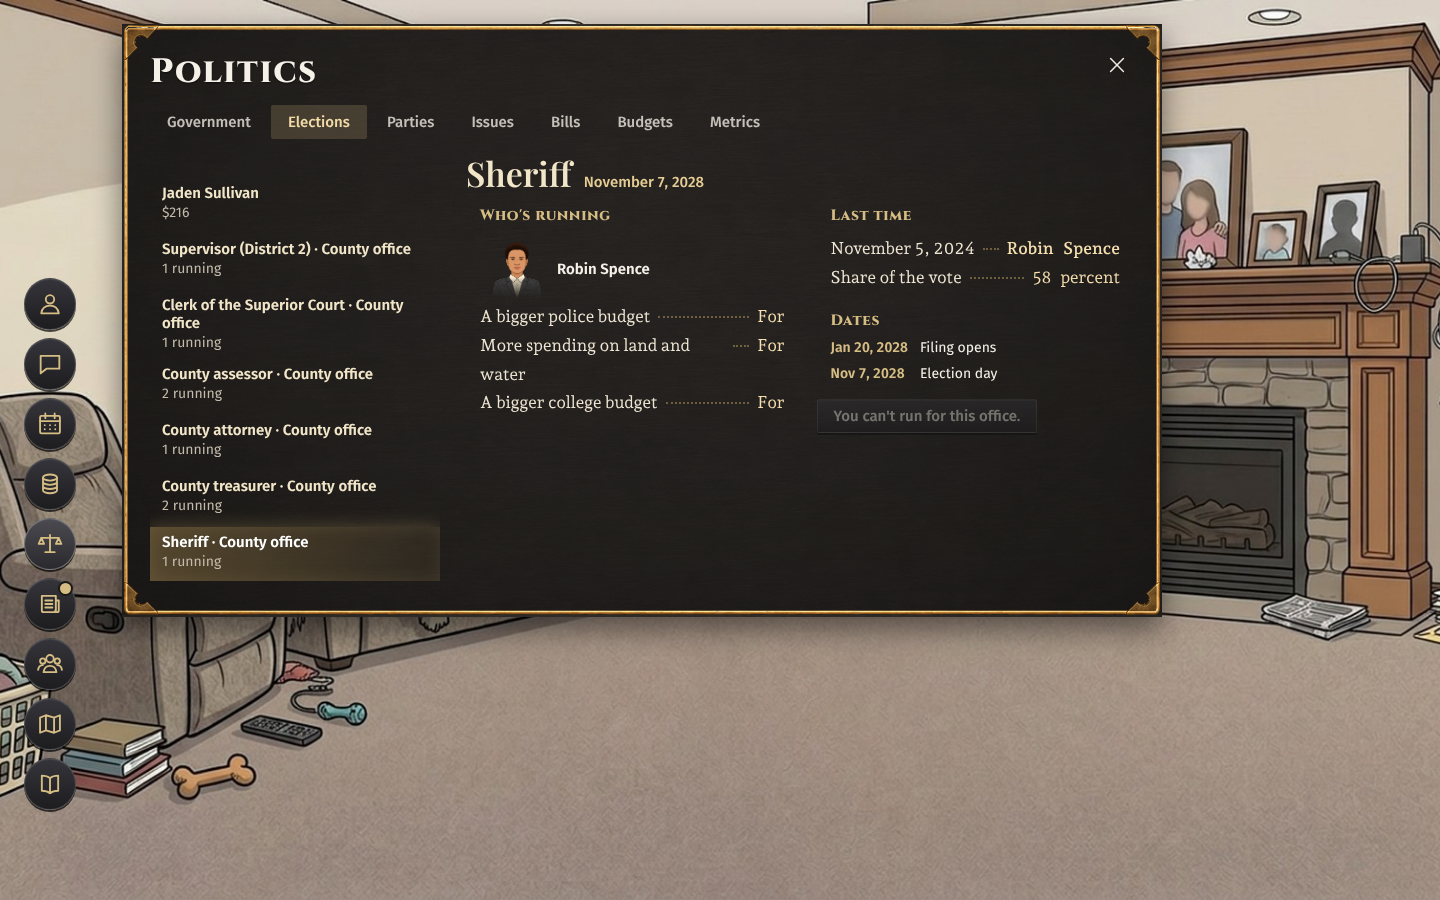 Politics
Government Elections Parties Issues Bills Budgets Metrics
Jaden Sullivan
$216
Supervisor (District 2) · County office
1 running
Clerk of the Superior Court · County
office
1 running
County assessor · County office
2 running
County attorney · County office
1 running
County treasurer · County office
2 running
Sheriff · County office
1 running
Sheriff November 7, 2028
Who's running
Robin Spence
A bigger police budget For
More spending on land and For
water
A bigger college budget For
Last time
November 5, 2024 Robin Spence
Share of the vote 58 percent
Dates
Jan 20, 2028 Filing opens
Nov 7, 2028 Election day
You can't run for this office.